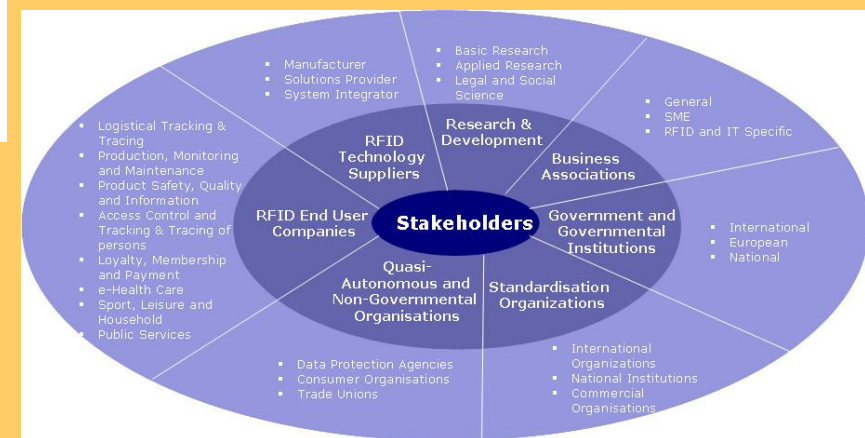 ▪ Manufacturer
▪ Solutions Provider
▪ System Integrator
▪ Basic Research
▪ Applied Research
▪ Legal and Social
Science
▪ General
▪ SME
▪ RFID and IT Specific
▪ Logistical Tracking &
Tracing
▪ Production, Monitoring
and Maintenance
▪ Product Safety, Quality
and Information
▪ Access Control and
Tracking & Tracing of
persons
▪ Loyalty, Membership
and Payment
▪ e-Health Care
▪ Sport, Leisure and
Household
▪ Public Services
RFID
Technology
Suppliers
Research &
Development
Business
Associations
RFID End User
Companies
Stakeholders
Government and
Governmental
Institutions
▪ International
▪ European
▪ National
Quasi-
Autonomous and
Non-Governmental
Organisations
Standardisation
Organizations
▪ Data Protection Agencies
▪ Consumer Organisations
▪ Trade Unions
▪ International
Organizations
▪ National Institutions
▪ Commercial
Organisations